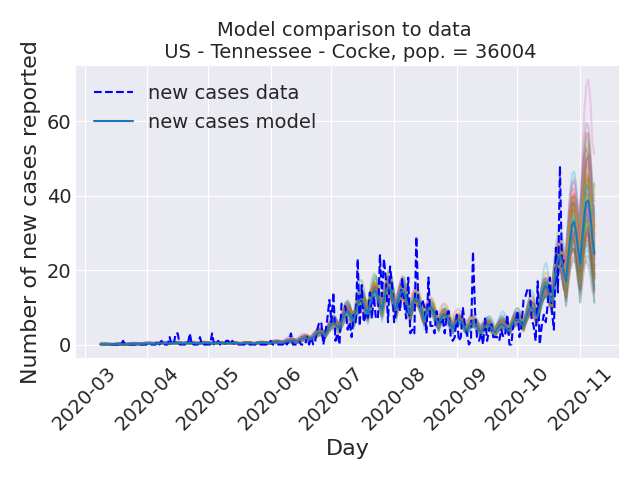 Model comparison to data
US - Tennessee - Cocke, pop. = 36004
Number of new cases reported
new cases data
new cases model
60
40
20
0
2020-03
2020-04
2020-05
2020-06
2020-07
2020-08
2020-09
2020-10
2020-11
Day